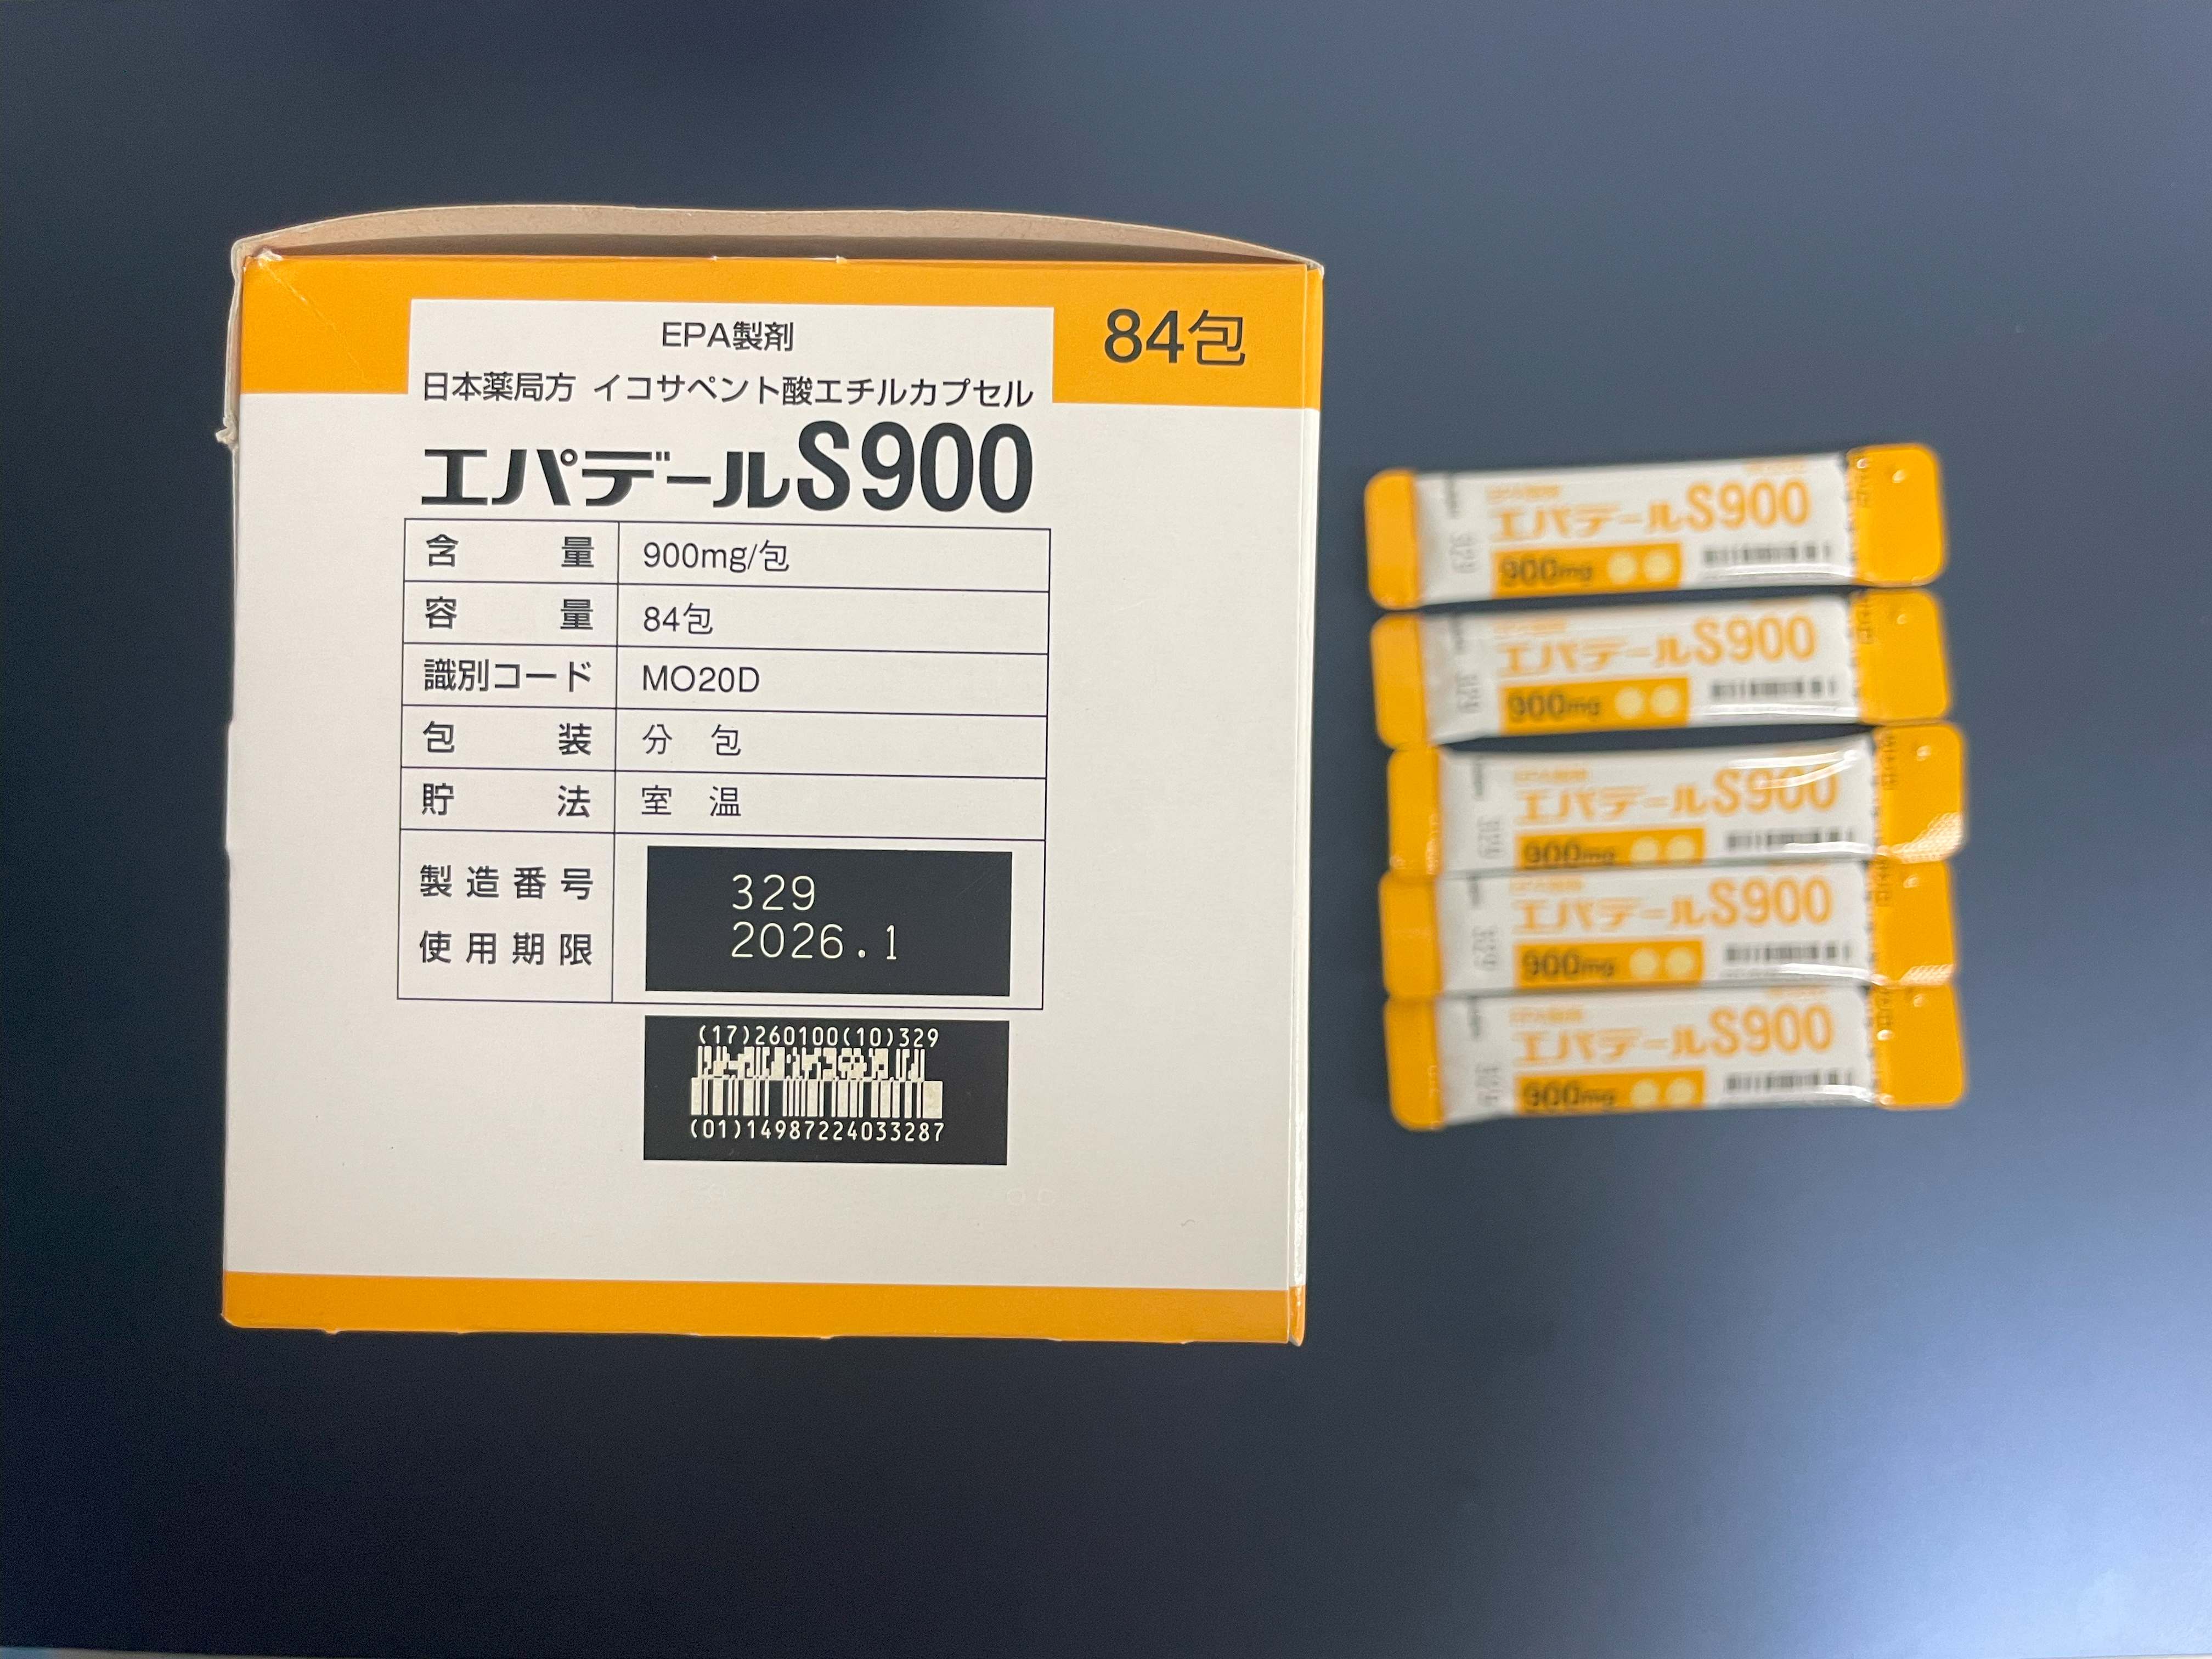 EPA製剤
84包
日本薬局方 イコサペント酸エチルカプセル
エパデールS900
含量 900mg/包
容量 84包
識別コード MO20D
包装 分包
貯法 室温
製造番号 329
使用期限 2026.1
(17)260100(10)329
(01)14987224033287
エパデールS900
329
900mg
エパデールS900
329
900mg
エパデールS900
329
900mg
エパデールS900
329
900mg
エパデールS900
329
900mg